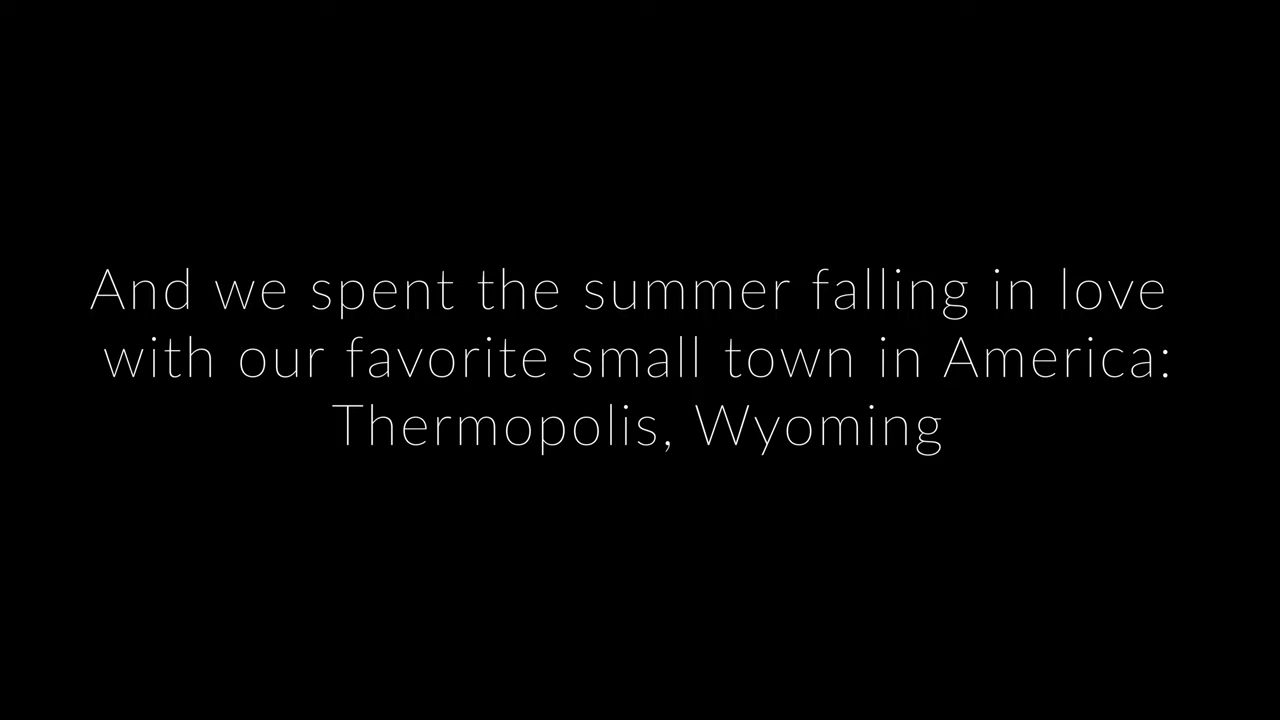 And we spent the summer falling in love
with our favorite small town in America:
Thermopolis, Wyoming